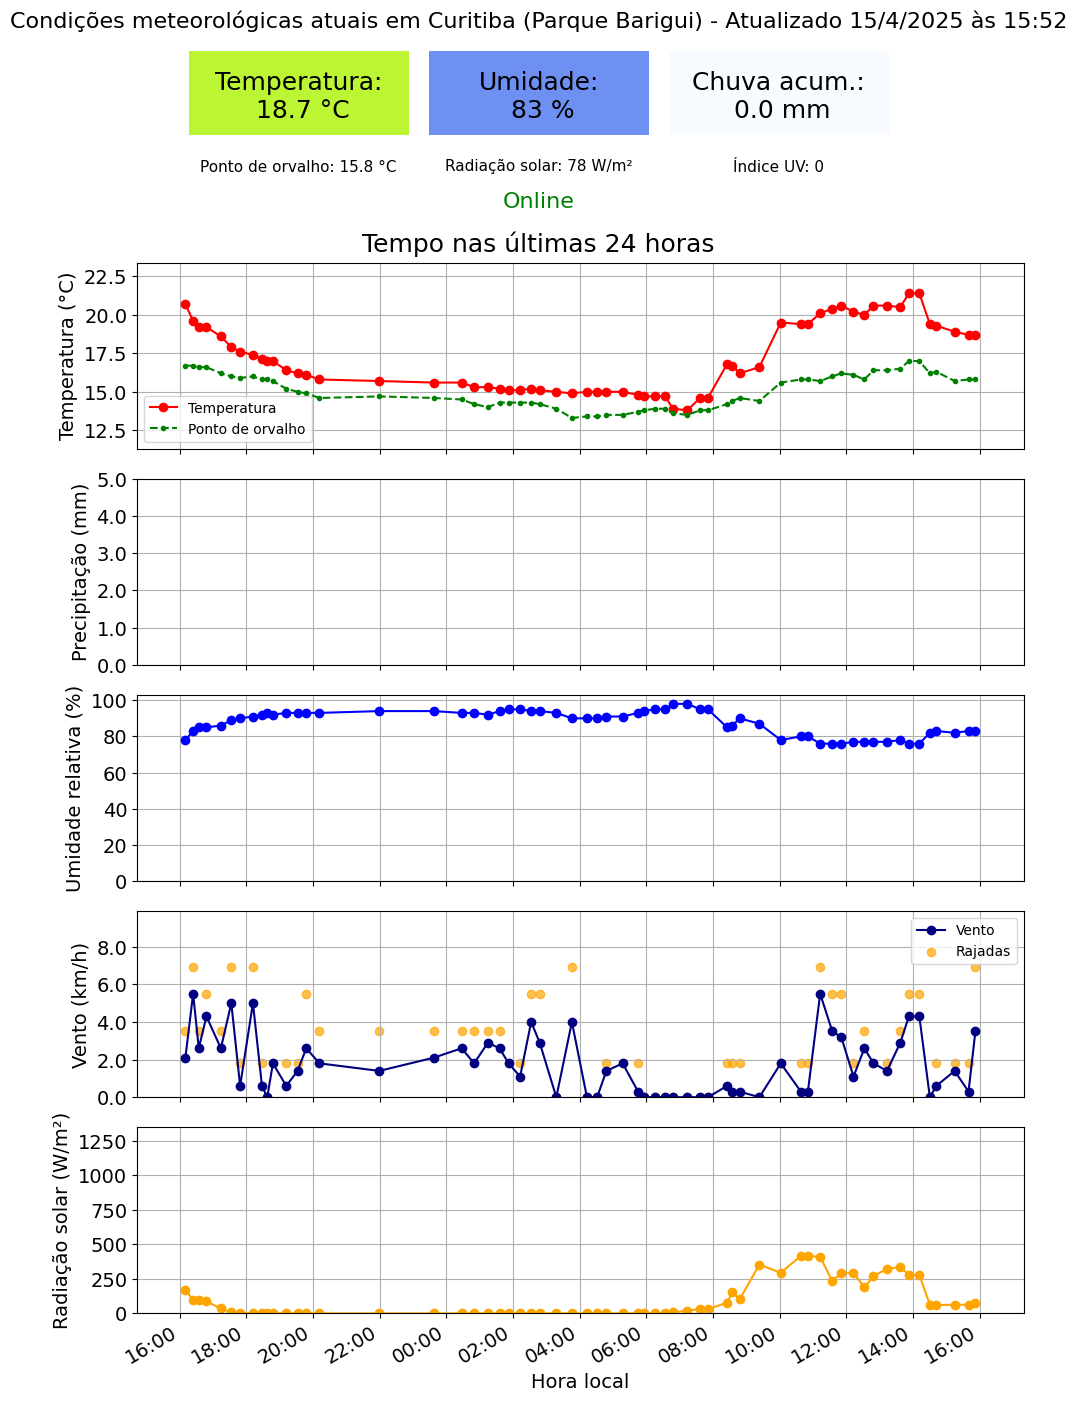 Condições meteorológicas atuais em Curitiba (Parque Barigui) - Atualizado 15/4/2025 às 15:52
Temperatura:
18.7 °C
Umidade:
83 %
Chuva acum.:
0.0 mm
Ponto de orvalho: 15.8 °C
Radiação solar: 78 W/m²
Índice UV: 0
Online
Tempo nas últimas 24 horas
Temperatura (°C)
22.5
20.0
17.5
15.0
12.5
Temperatura
Ponto de orvalho
Precipitação (mm)
5.0
4.0
3.0
2.0
1.0
0.0
Umidade relativa (%)
100
80
60
40
20
0
Vento (km/h)
8.0
6.0
4.0
2.0
0.0
Vento
Rajadas
Radiação solar (W/m²)
1250
1000
750
500
250
0
16:00
18:00
20:00
22:00
00:00
02:00
04:00
06:00
08:00
10:00
12:00
14:00
16:00
Hora local